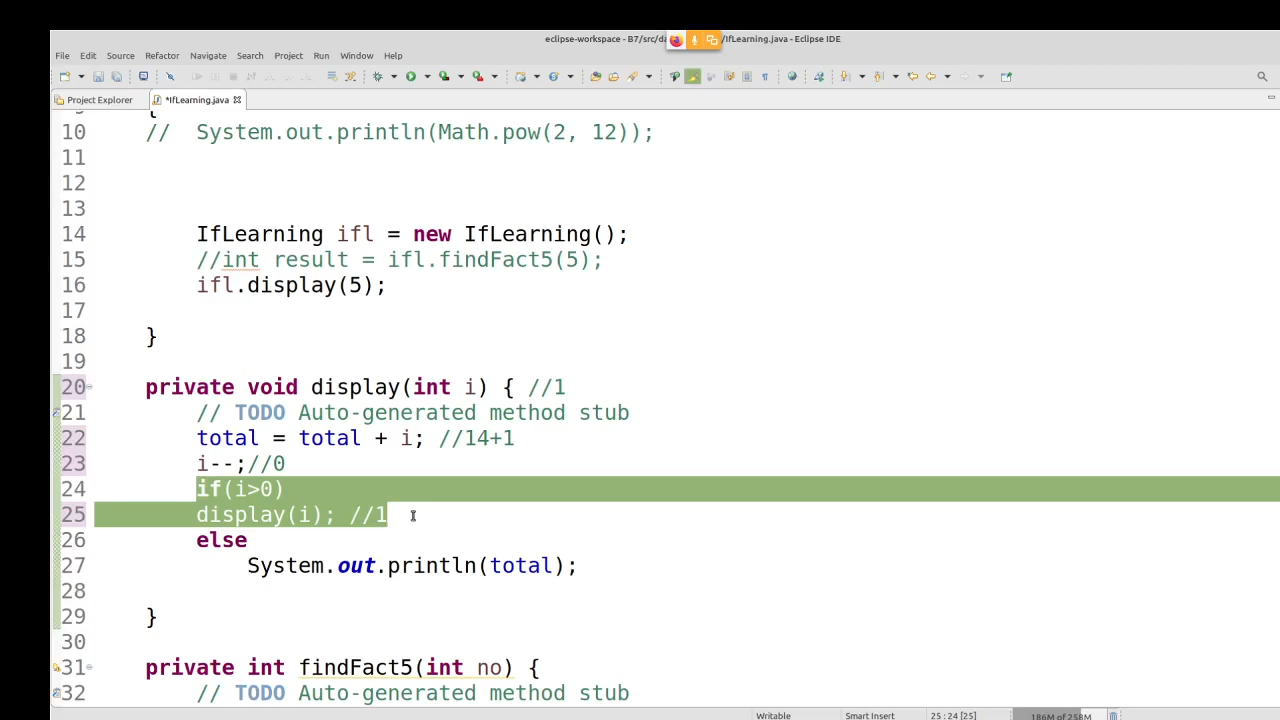 eclipse-workspace - B7/src/da /IfLearning.java - Eclipse IDE
File Edit Source Refactor Navigate Search Project Run Window Help
Project Explorer *IfLearning.java
10 // System.out.println(Math.pow(2, 12));
11
12
13
14 IfLearning ifl = new IfLearning();
15 //int result = ifl.findFact5(5);
16 ifl.display(5);
17
18 }
19
20 private void display(int i) { //1
21 // TODO Auto-generated method stub
22 total = total + i; //14+1
23 i--;//0
24 if(i>0)
25 display(i); //1
26 else
27 System.out.println(total);
28
29 }
30
31 private int findFact5(int no) {
32 // TODO Auto-generated method stub
Writable Smart Insert 25 : 24 [25] 186M of 258M